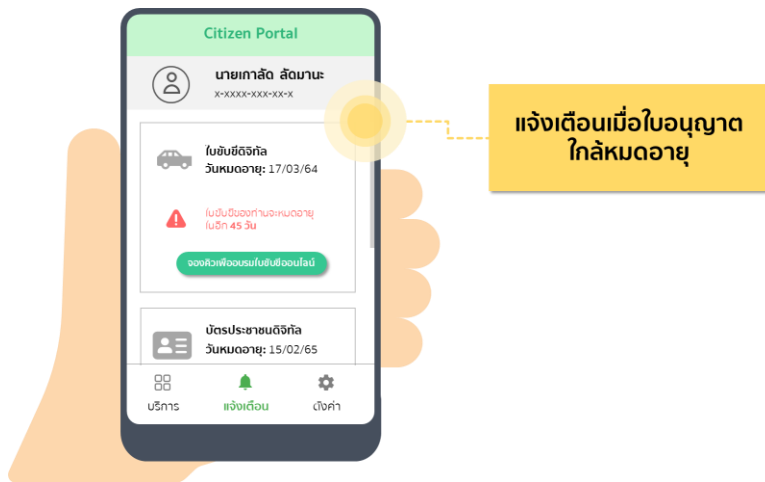 Citizen Portal
นายเกาลัด ลัดมานะ
x-xxxx-xxx-xx-x
ใบขับขี่ดิจิทัล
วันหมดอายุ: 17/03/64
ใบขับขี่ของท่านจะหมดอายุ
ในอีก 45 วัน
จองคิวเพื่ออบรมใบขับขี่ออนไลน์
บัตรประชาชนดิจิทัล
วันหมดอายุ: 15/02/65
บริการ
แจ้งเตือน
ตั้งค่า
แจ้งเตือนเมื่อใบอนุญาต
ใกล้หมดอายุ